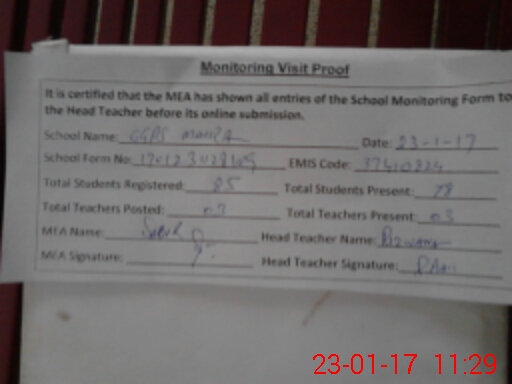 Monitoring Visit Proof
It is certified that the MEA has shown all entries of the School Monitoring Form to
the Head Teacher before its online submission.
School Name: GGPS Date: 23-1-17
School Form No: EMIS Code:
Total Students Registered: 85 Total Students Present: 78
Total Teachers Posted: 03 Total Teachers Present: 03
MEA Name: Head Teacher Name:
MEA Signature: Head Teacher Signature:
23-01-17 11:29